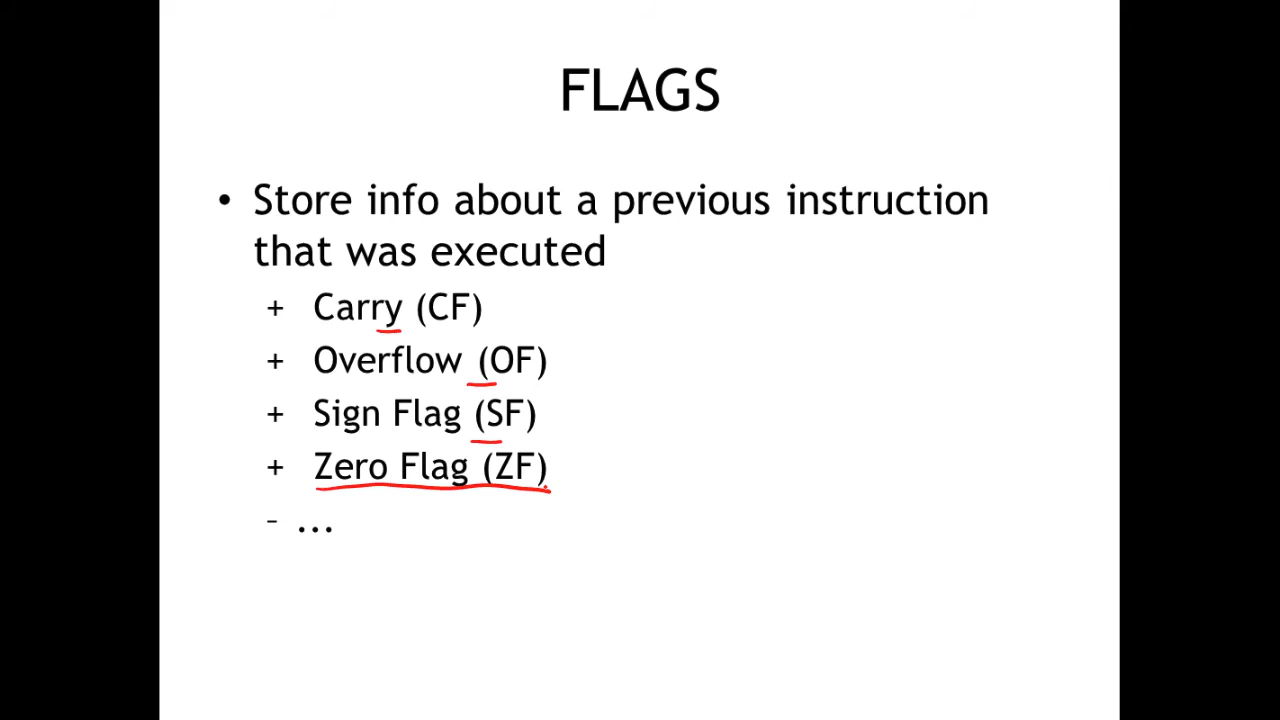 FLAGS
• Store info about a previous instruction
that was executed
+ Carry (CF)
+ Overflow (OF)
+ Sign Flag (SF)
+ Zero Flag (ZF)
- ...